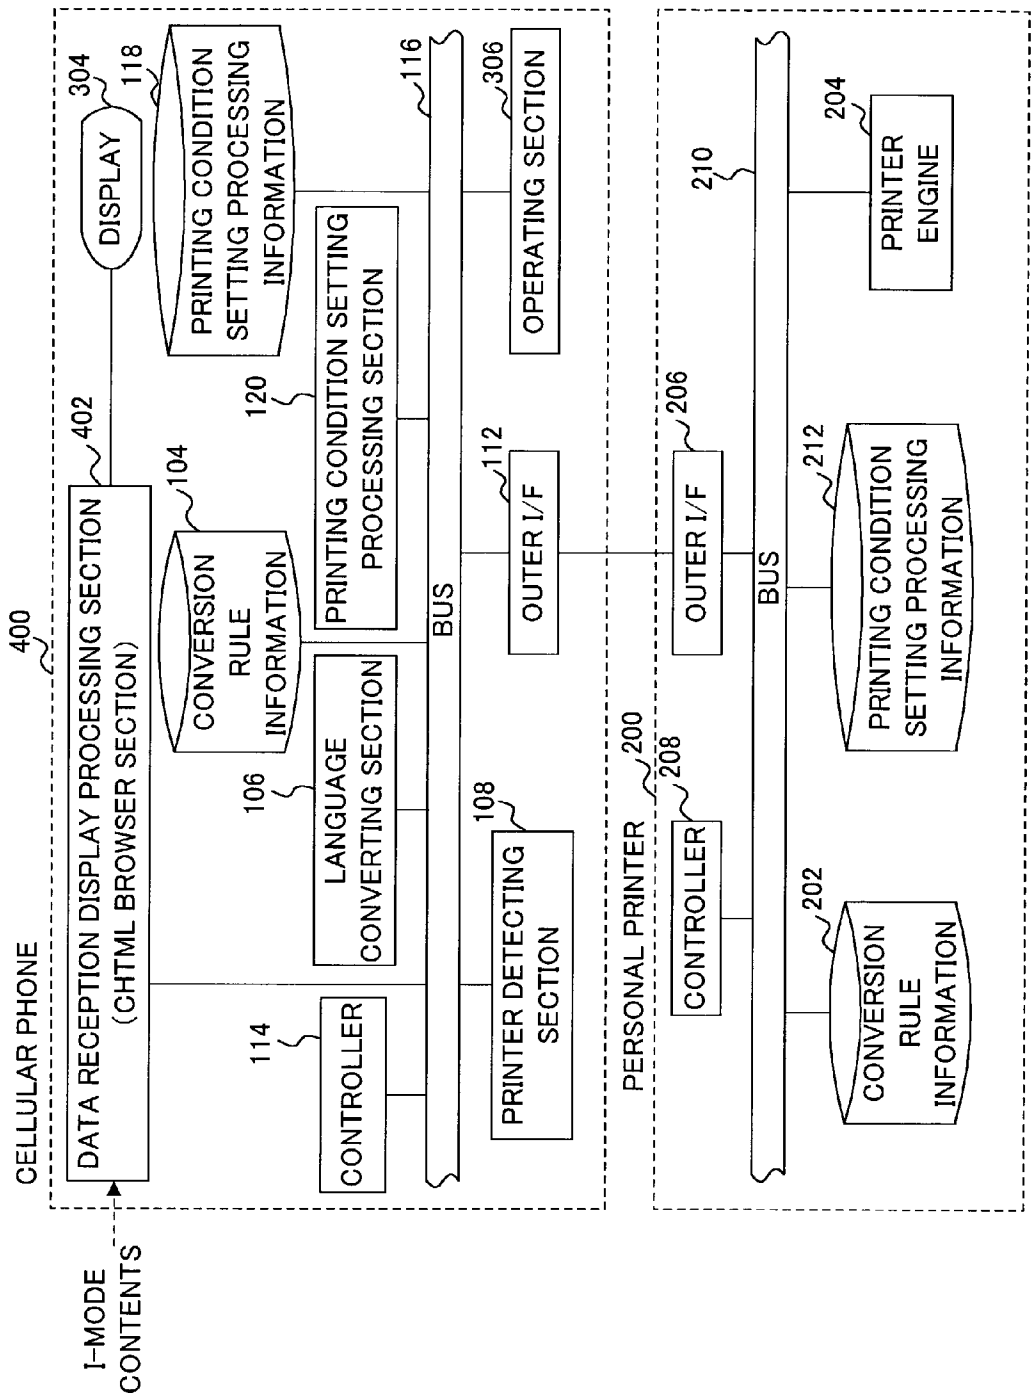 CELLULAR PHONE
400
I-MODE
CONTENTS
DATA RECEPTION DISPLAY PROCESSING SECTION
(CHTML BROWSER SECTION)
402
DISPLAY
304
114
CONTROLLER
106
LANGUAGE
CONVERTING SECTION
104
CONVERSION
RULE
INFORMATION
120
PRINTING CONDITION SETTING
PROCESSING SECTION
118
PRINTING CONDITION
SETTING PROCESSING
INFORMATION
BUS
116
PRINTER DETECTING
SECTION
108
OUTER I/F
112
OPERATING SECTION
306
PERSONAL PRINTER
200
CONTROLLER
208
OUTER I/F
206
BUS
210
202
CONVERSION
RULE
INFORMATION
212
PRINTING CONDITION
SETTING PROCESSING
INFORMATION
204
PRINTER
ENGINE